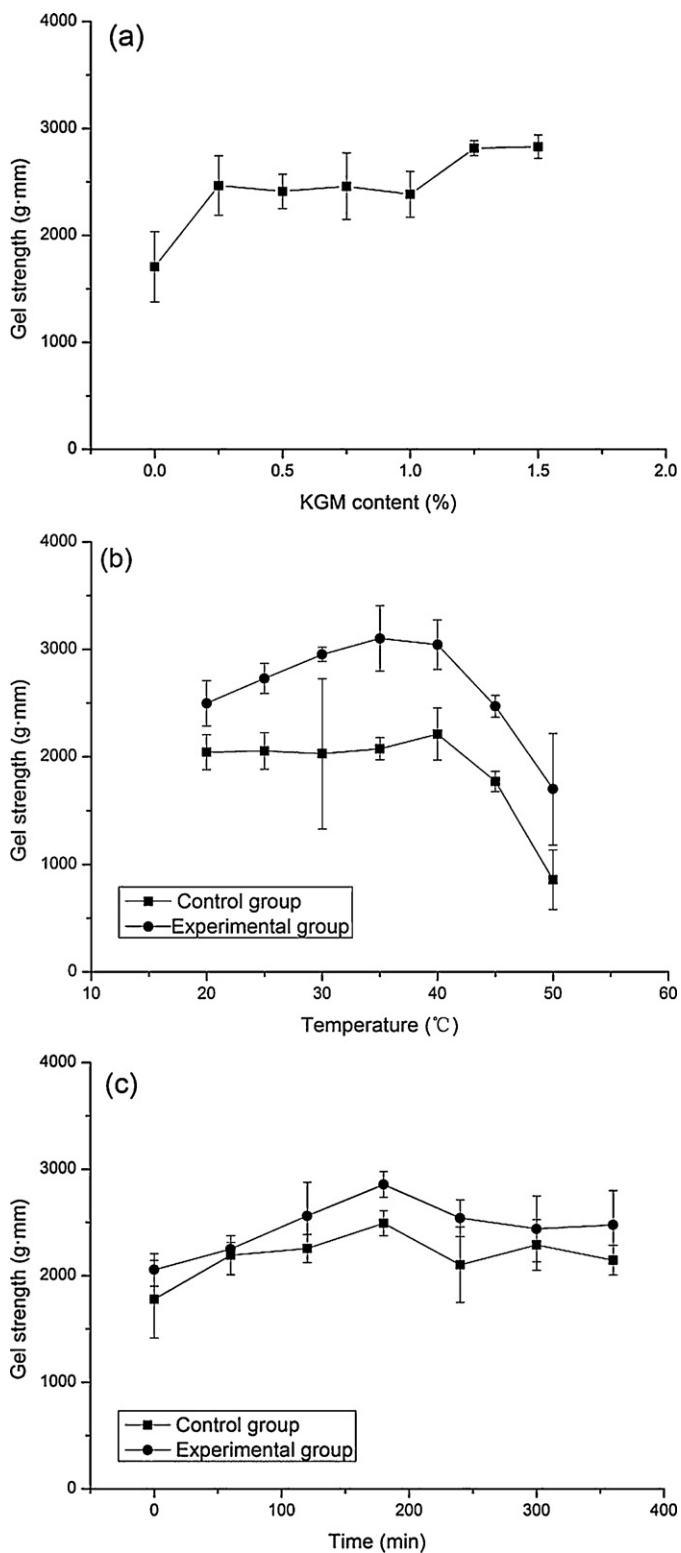 (a)
4000
3000
2000
1000
0
Gel strength (g·mm)
0.0 0.5 1.0 1.5 2.0
KGM content (%)
(b)
4000
3000
2000
1000
0
Gel strength (g·mm)
Control group
Experimental group
10 20 30 40 50 60
Temperature (℃)
(c)
4000
3000
2000
1000
0
Gel strength (g·mm)
Control group
Experimental group
0 100 200 300 400
Time (min)